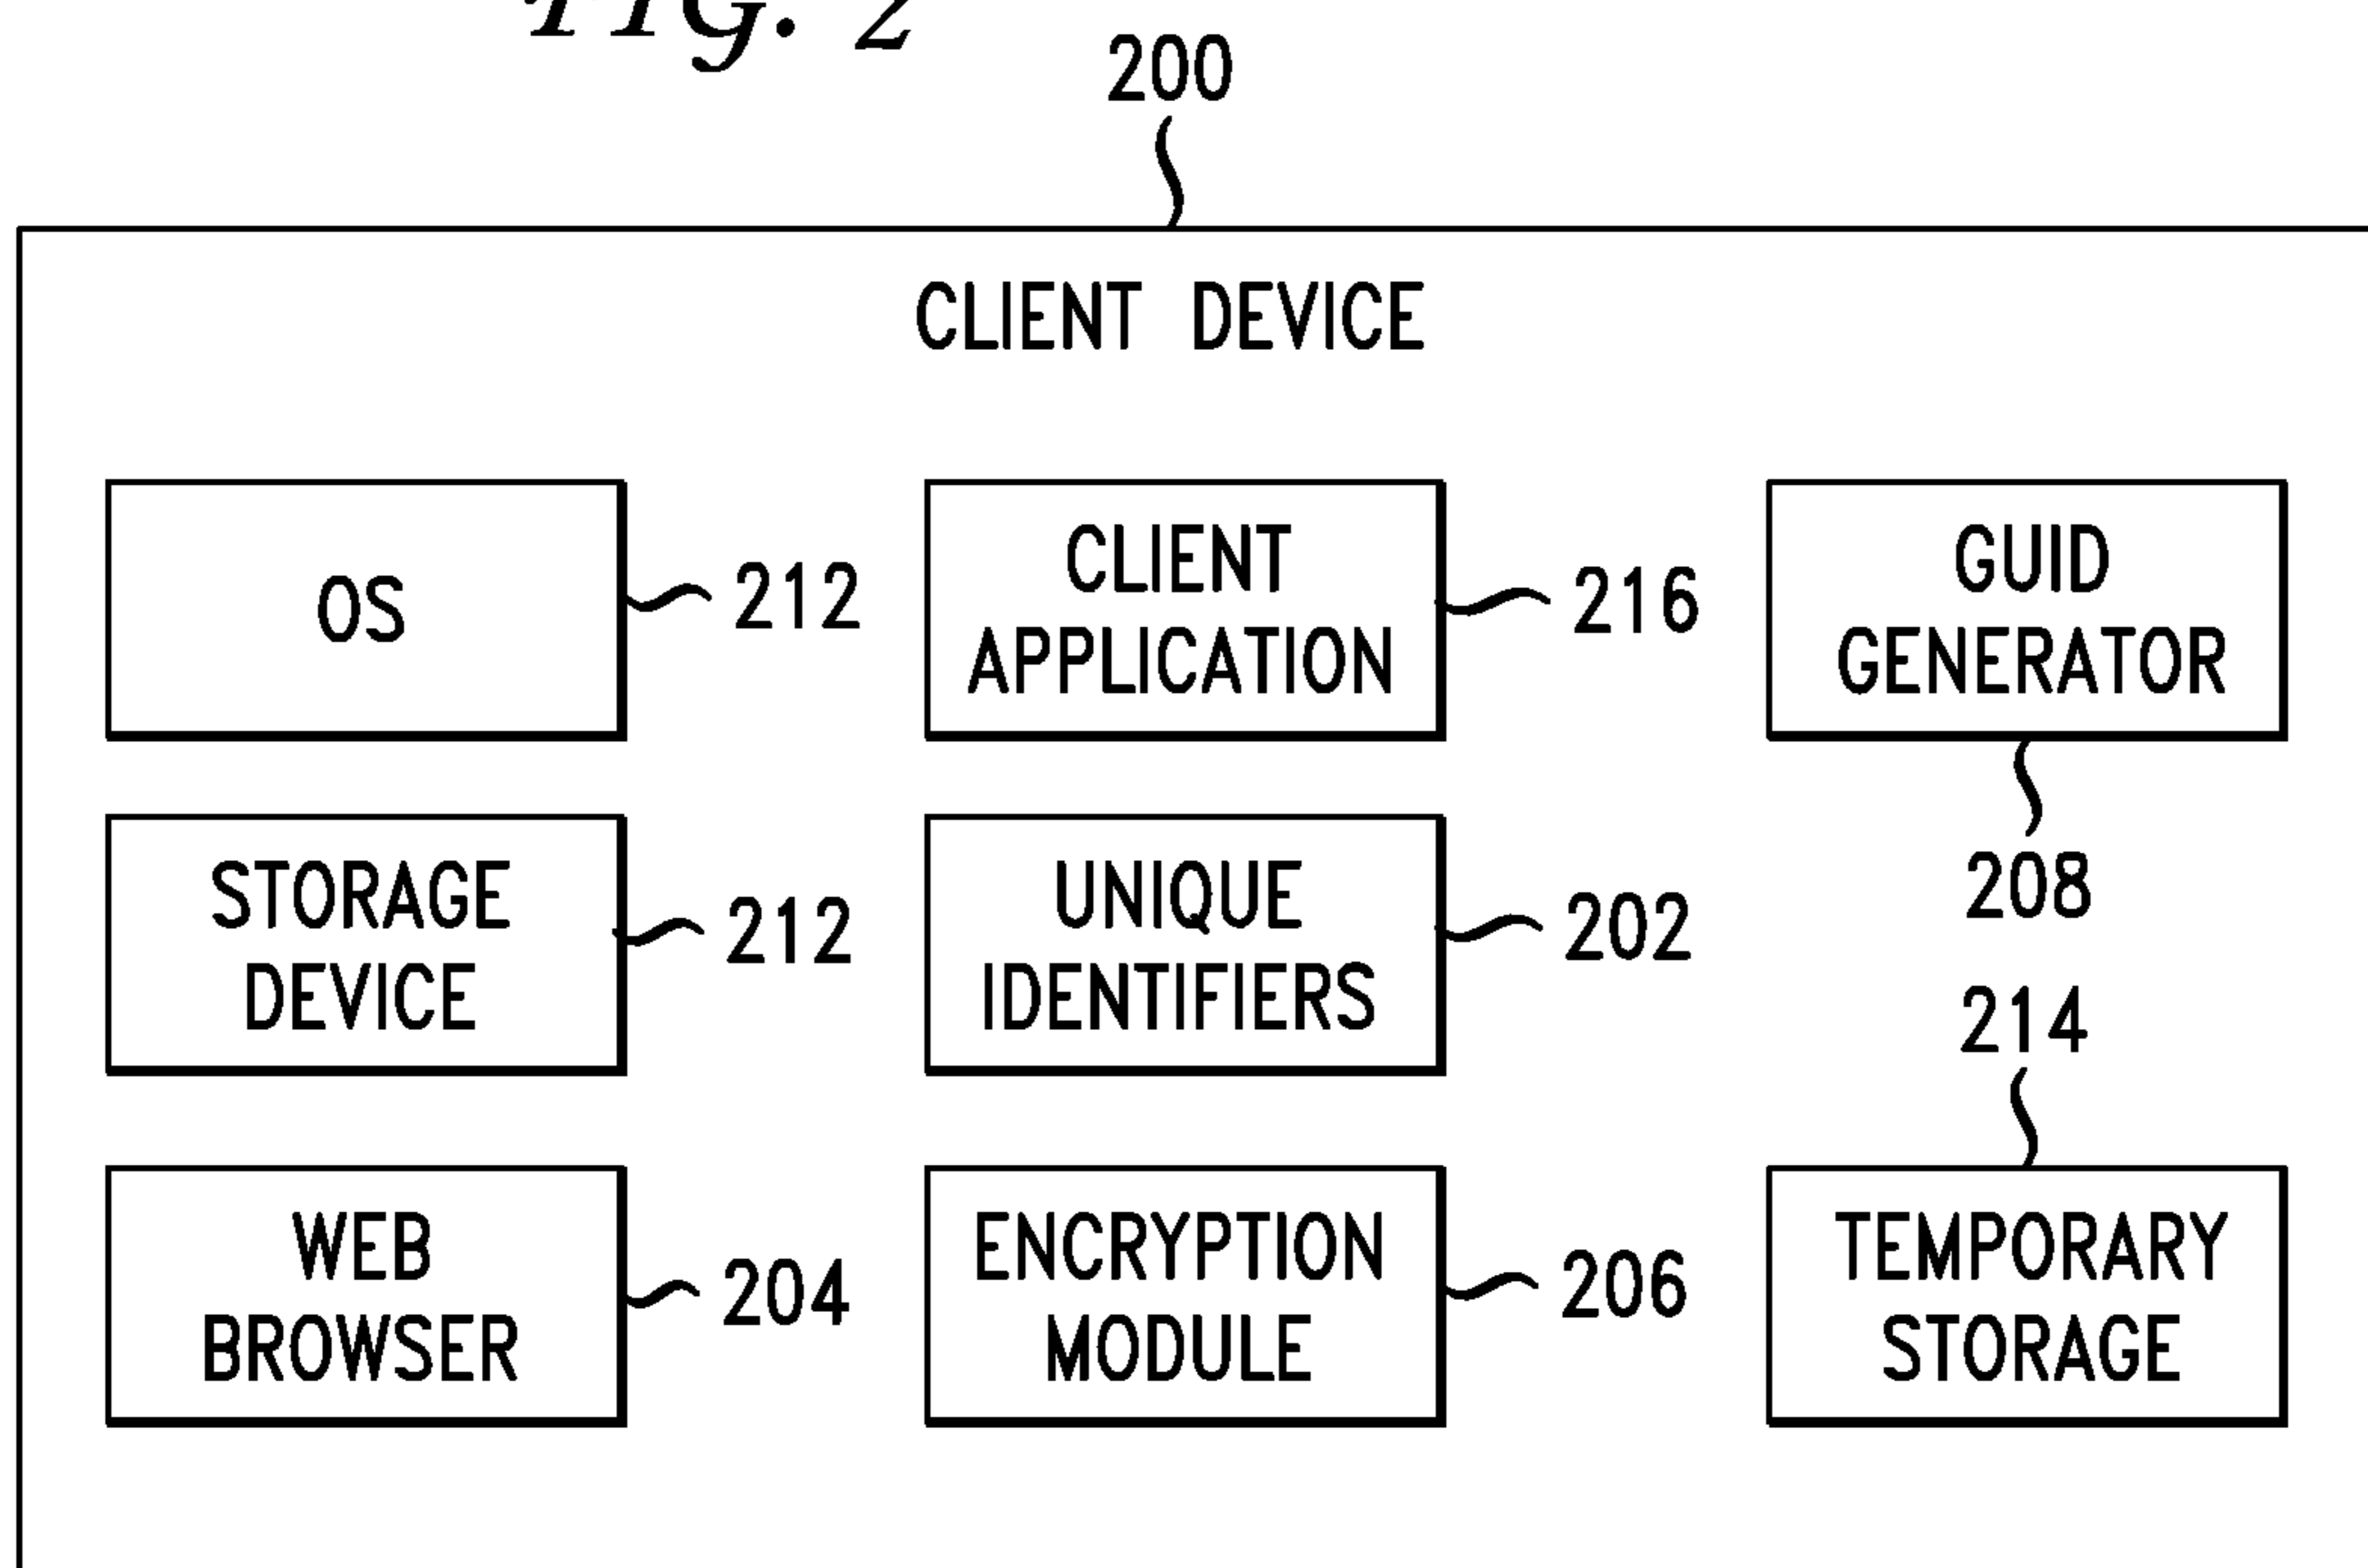 FIG. 2
200
CLIENT DEVICE
OS
212
CLIENT
APPLICATION
216
GUID
GENERATOR
208
STORAGE
DEVICE
212
UNIQUE
IDENTIFIERS
202
214
WEB
BROWSER
204
ENCRYPTION
MODULE
206
TEMPORARY
STORAGE